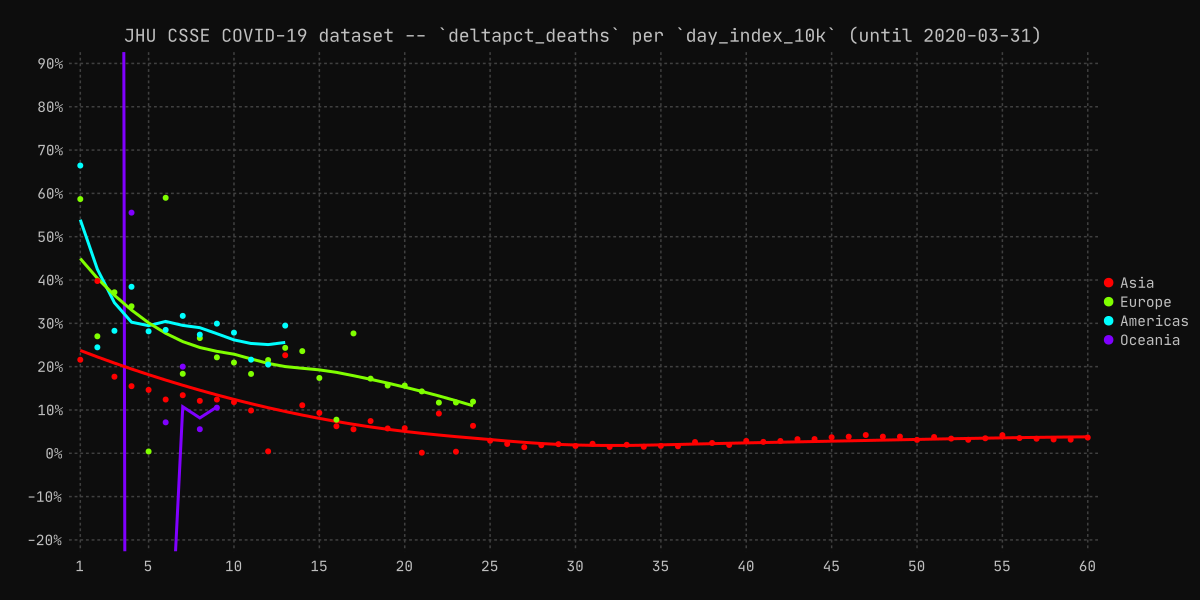 JHU CSSE COVID-19 dataset -- `deltapct_deaths` per `day_index_10k` (until 2020-03-31)
90%
80%
70%
60%
50%
40%
30%
20%
10%
0%
-10%
-20%
1 5 10 15 20 25 30 35 40 45 50 55 60
Asia
Europe
Americas
Oceania